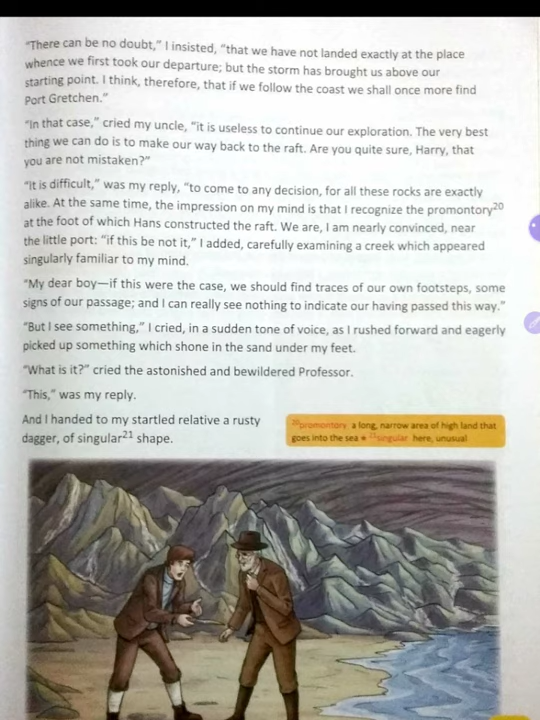 “There can be no doubt,” I insisted, “that we have not landed exactly at the place
whence we first took our departure; but the storm has brought us above our
starting point. I think, therefore, that if we follow the coast we shall once more find
Port Gretchen.”
“In that case,” cried my uncle, “it is useless to continue our exploration. The very best
thing we can do is to make our way back to the raft. Are you quite sure, Harry, that
you are not mistaken?”
“It is difficult,” was my reply, “to come to any decision, for all these rocks are exactly
alike. At the same time, the impression on my mind is that I recognize the promontory20
at the foot of which Hans constructed the raft. We are, I am nearly convinced, near
the little port: “if this be not it,” I added, carefully examining a creek which appeared
singularly familiar to my mind.
“My dear boy—if this were the case, we should find traces of our own footsteps, some
signs of our passage; and I can really see nothing to indicate our having passed this way.”
“But I see something,” I cried, in a sudden tone of voice, as I rushed forward and eagerly
picked up something which shone in the sand under my feet.
“What is it?” cried the astonished and bewildered Professor.
“This,” was my reply.
And I handed to my startled relative a rusty
dagger, of singular21 shape.
20promontory a long, narrow area of high land that
goes into the sea ★ 21singular here, unusual